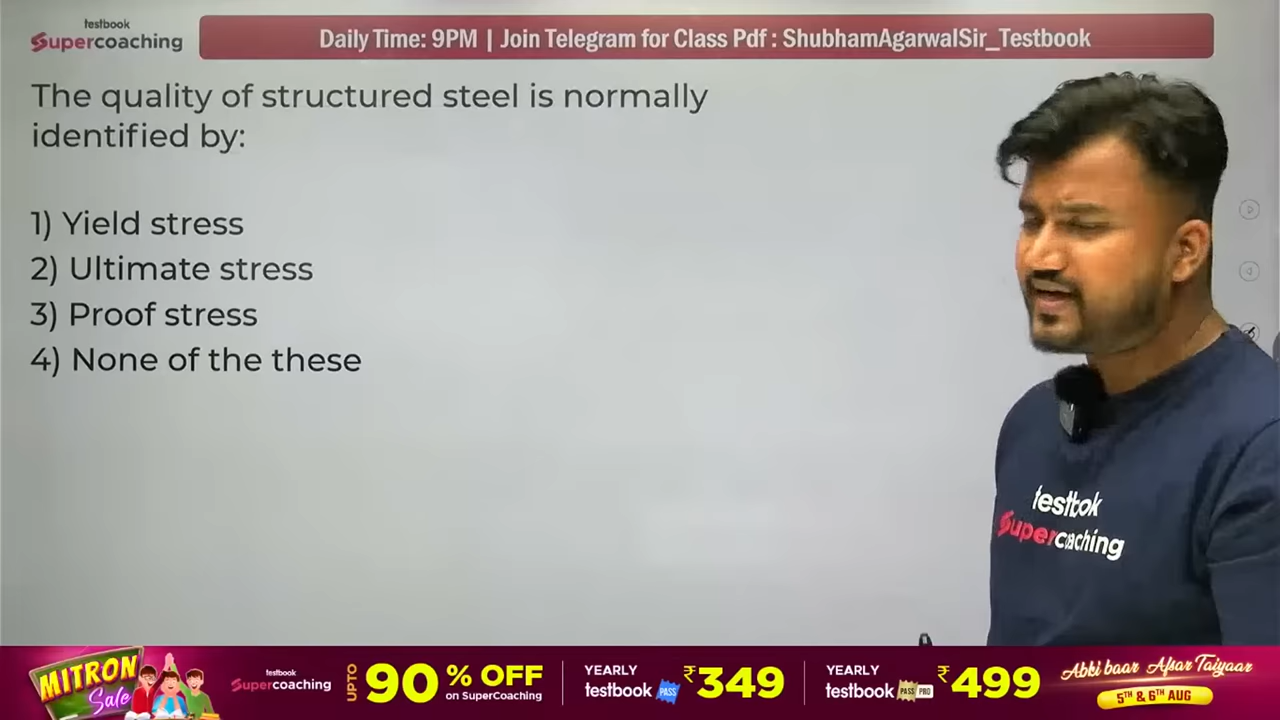 testbook
Supercoaching
Daily Time: 9PM | Join Telegram for Class Pdf : ShubhamAgarwalSir_Testbook
The quality of structured steel is normally
identified by:
1) Yield stress
2) Ultimate stress
3) Proof stress
4) None of the these
testbook
Supercoaching
MITRON
Sale
testbook
Supercoaching
UPTO 90 % OFF
on SuperCoaching
YEARLY
testbook PASS
₹349
YEARLY
testbook PASS PRO
₹499
Abki baar Afsar Taiyaar
5TH & 6TH AUG